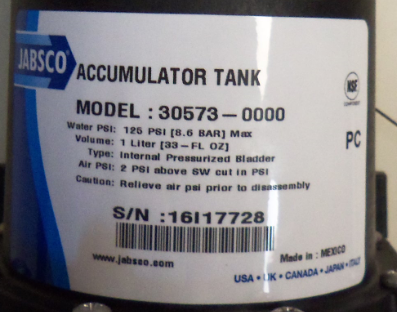 JABSCO
ACCUMULATOR TANK
NSF
COMPONENT
MODEL : 30573-0000
PC
Water PSI: 125 PSI [8.6 BAR] Max
Volume: 1 Liter [33-FL OZ]
Type: Internal Pressurized Bladder
Air PSI: 2 PSI above SW cut in PSI
Caution: Relieve air psi prior to disassembly
S/N :16I17728
www.jabsco.com
Made in : MEXICO
USA • UK • CANADA • JAPAN • ITALY